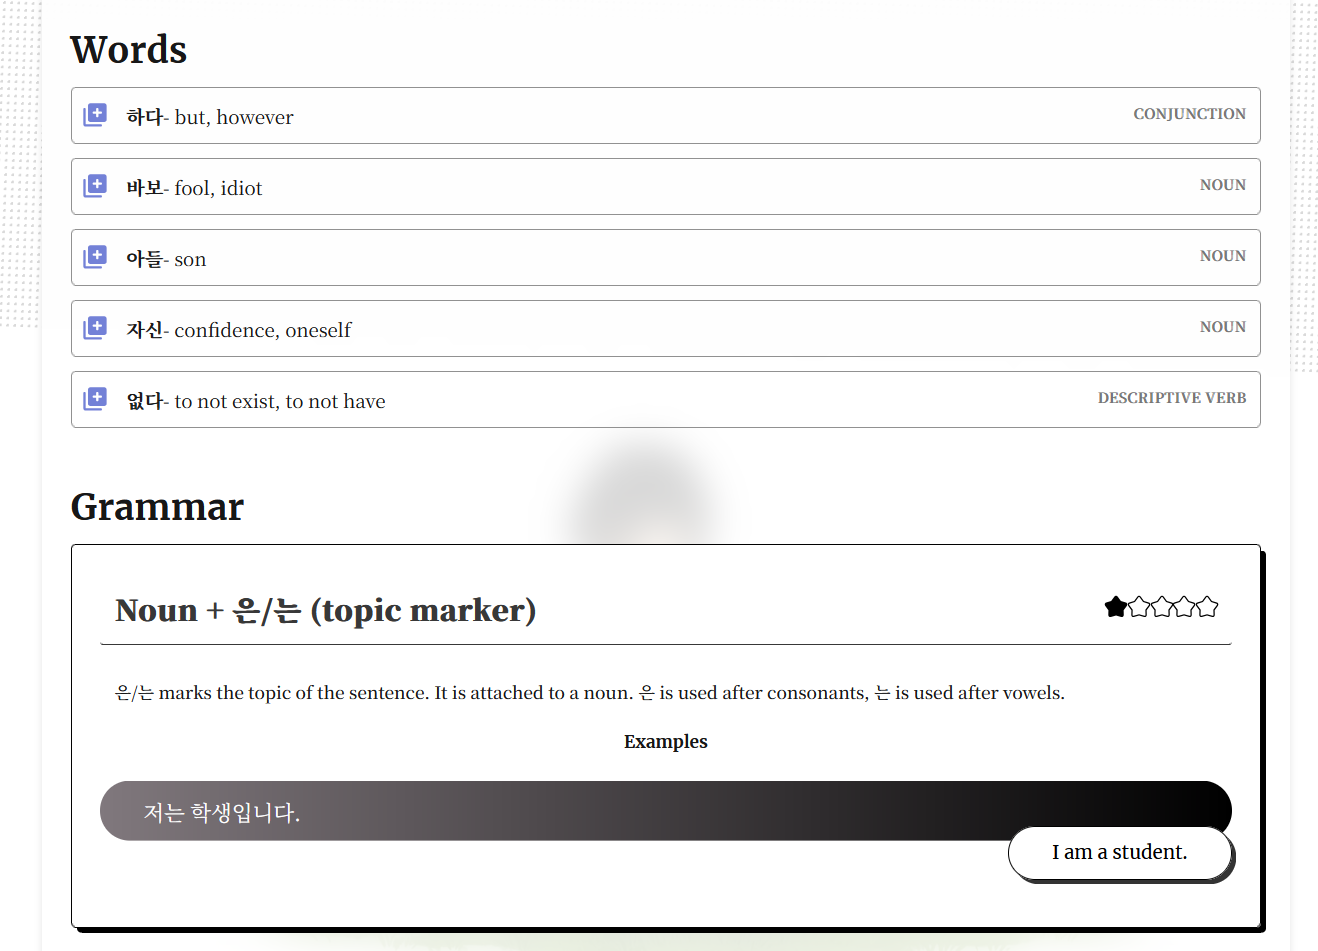 Words
하다- but, however
CONJUNCTION
바보- fool, idiot
NOUN
아들- son
NOUN
자신- confidence, oneself
NOUN
없다- to not exist, to not have
DESCRIPTIVE VERB
Grammar
Noun + 은/는 (topic marker)
은/는 marks the topic of the sentence. It is attached to a noun. 은 is used after consonants, 는 is used after vowels.
Examples
저는 학생입니다.
I am a student.